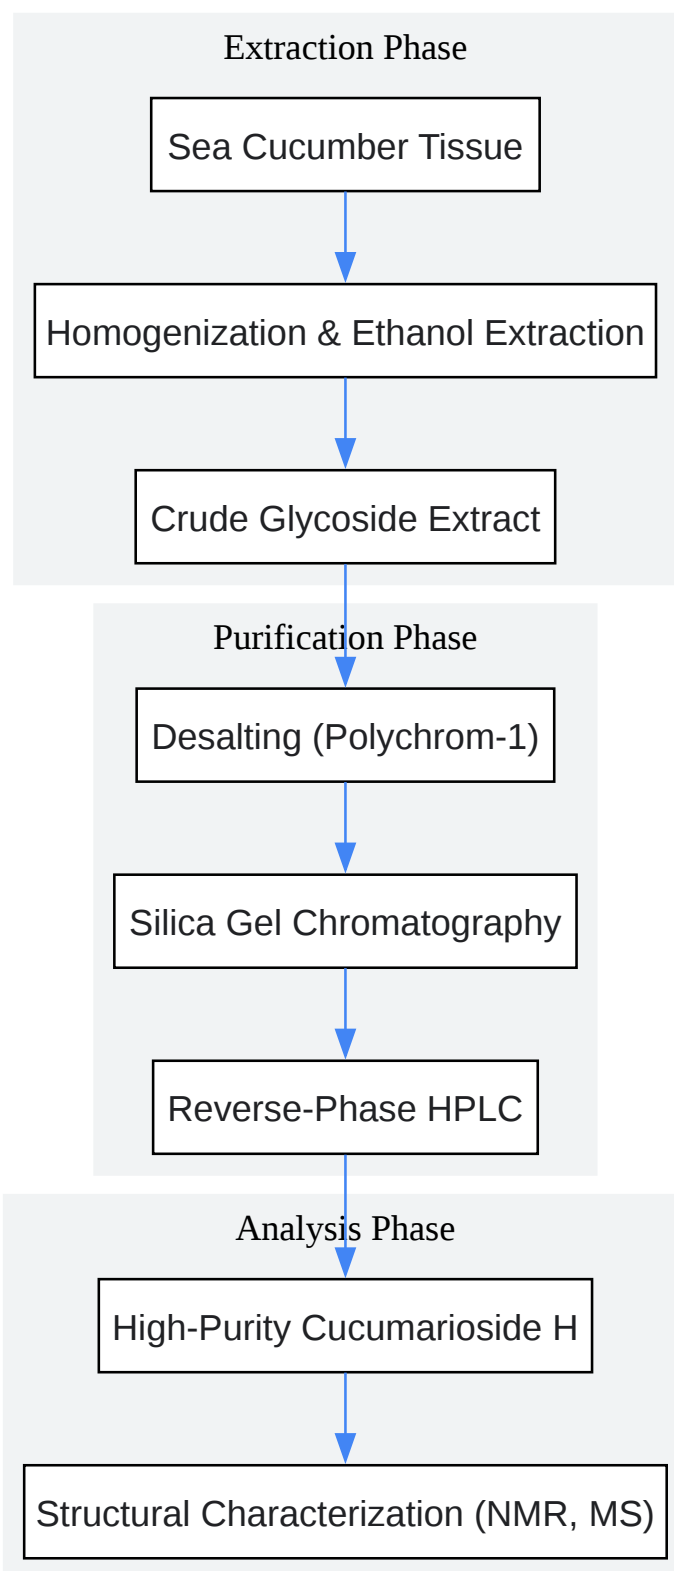 Extraction Phase
Sea Cucumber Tissue
Homogenization & Ethanol Extraction
Crude Glycoside Extract
Purification Phase
Desalting (Polychrom-1)
Silica Gel Chromatography
Reverse-Phase HPLC
Analysis Phase
High-Purity Cucumarioside H
Structural Characterization (NMR, MS)